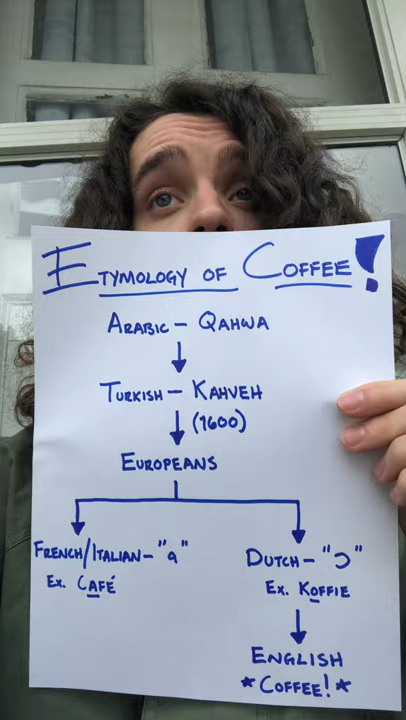 ETYMOLOGY OF COFFEE!
ARABIC – QAHWA
TURKISH – KAHVEH
(1600)
EUROPEANS
FRENCH/ITALIAN – "a"
Ex. CAFÉ
DUTCH – "ɔ"
Ex. KOFFIE
ENGLISH
*COFFEE!*